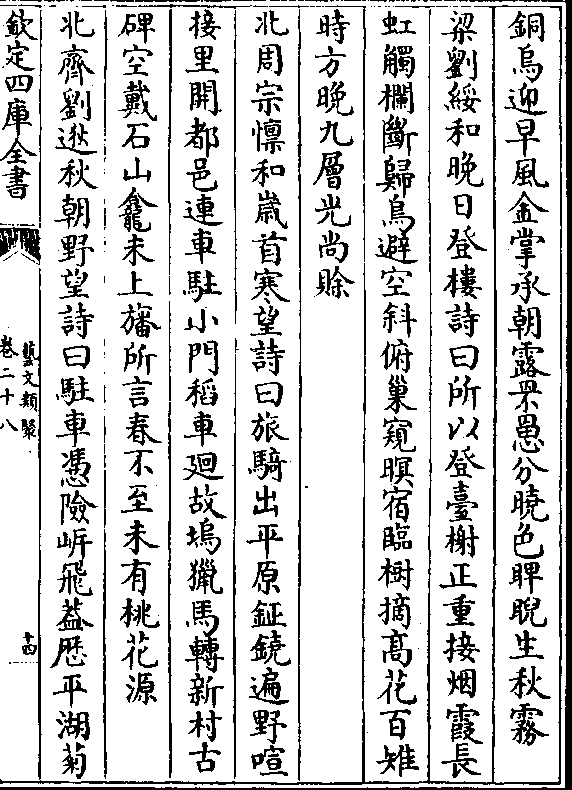 銅烏迎早風金掌承朝露罘罳分曉色睥睨生秋霧
梁劉緩和晚日登樓詩曰所以登臺榭正重接烟霞長
虹觸欄斷歸鳥避空斜俯巢窺暝宿臨樹摘髙花百雉
時方晚九層光尚賒
北周宗懍和嵗首寒望詩曰旅騎出平原鉦鐃遍野喧
接里開都邑連車駐小門稻車廻故塢獵馬轉新村古
碑空戴石山龕未上旛所言春不至未有桃花源
北齊劉逖秋朝野望詩曰駐車慿險岍飛葢歴平湖菊
欽定四庫全書
藝文類聚
卷二十八
十四